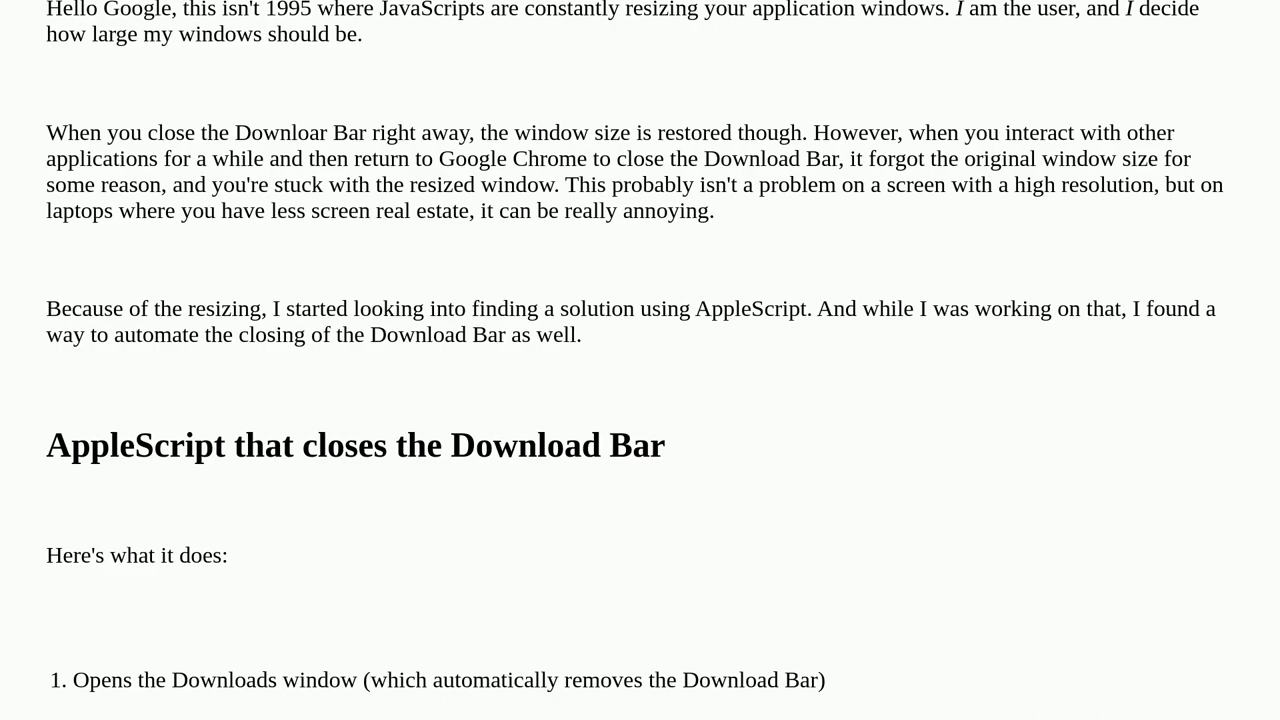 Hello Google, this isn't 1995 where JavaScripts are constantly resizing your application windows. I am the user, and I decide
how large my windows should be.
When you close the Downloar Bar right away, the window size is restored though. However, when you interact with other
applications for a while and then return to Google Chrome to close the Download Bar, it forgot the original window size for
some reason, and you're stuck with the resized window. This probably isn't a problem on a screen with a high resolution, but on
laptops where you have less screen real estate, it can be really annoying.
Because of the resizing, I started looking into finding a solution using AppleScript. And while I was working on that, I found a
way to automate the closing of the Download Bar as well.
AppleScript that closes the Download Bar
Here's what it does:
1. Opens the Downloads window (which automatically removes the Download Bar)